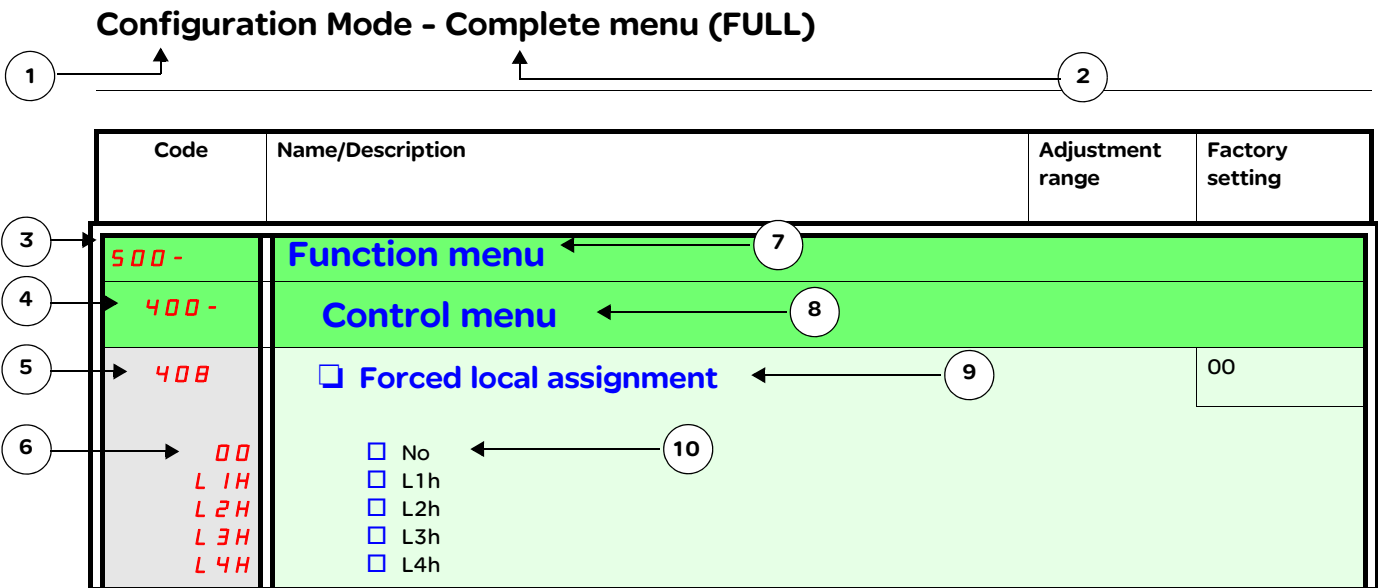 Configuration Mode - Complete menu (FULL)
1 2
Code Name/Description Adjustment range Factory setting
3 500- Function menu 7
4 400- Control menu 8
5 408 Forced local assignment 9 00
6 00 No 10
L1H L1h
L2H L2h
L3H L3h
L4H L4h